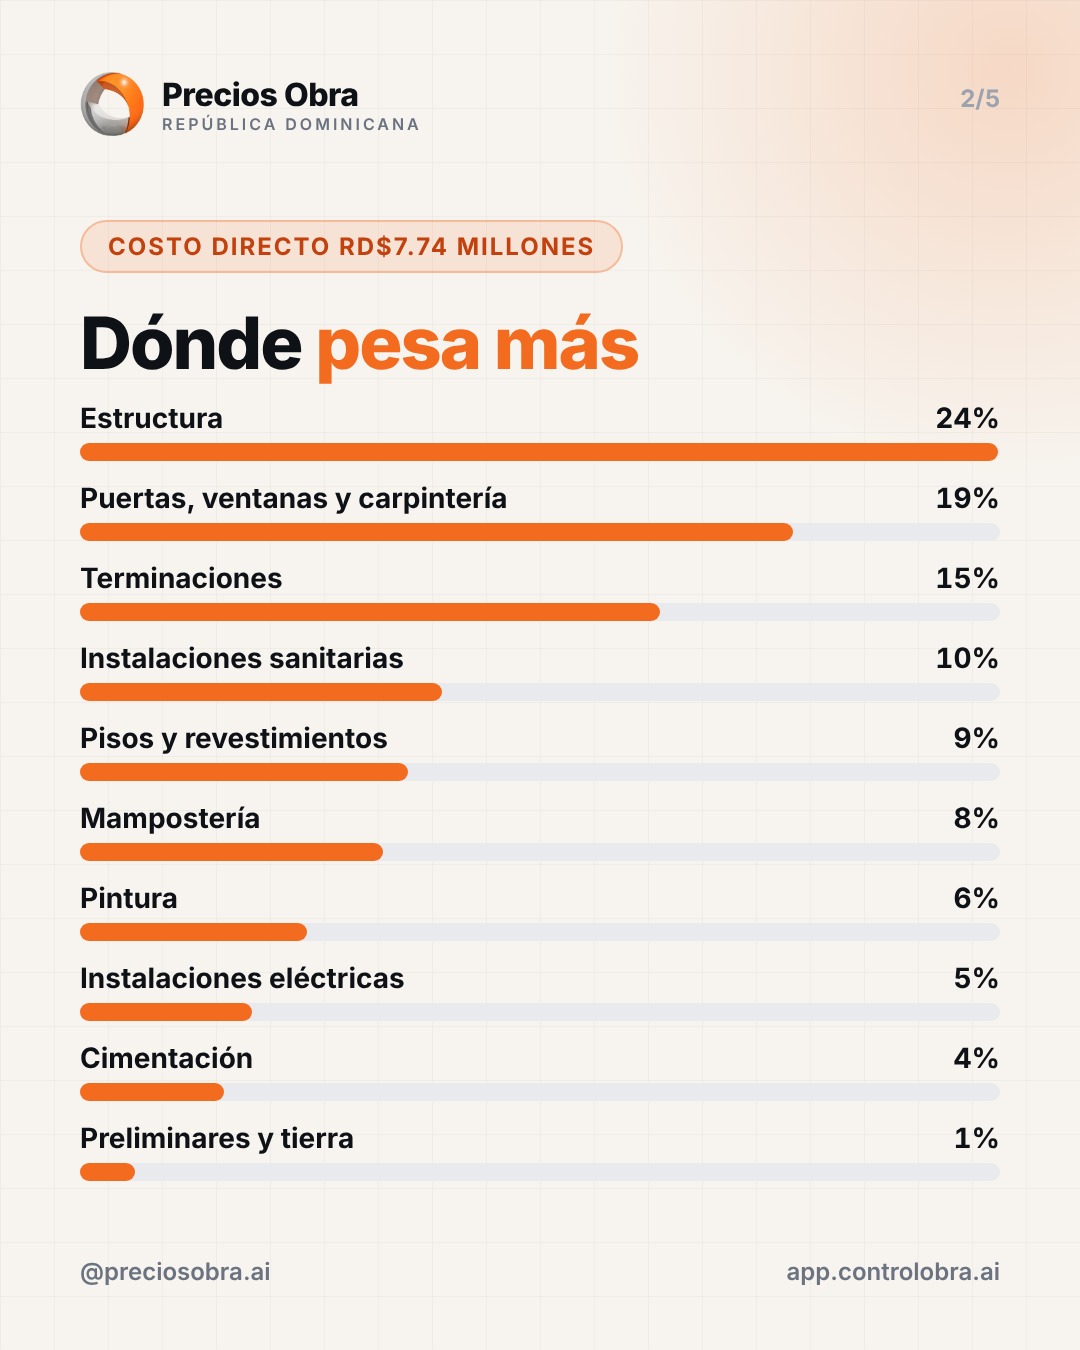 Precios Obra
REPÚBLICA DOMINICANA
2/5
COSTO DIRECTO RD$7.74 MILLONES
Dónde pesa más
Estructura 24%
Puertas, ventanas y carpintería 19%
Terminaciones 15%
Instalaciones sanitarias 10%
Pisos y revestimientos 9%
Mampostería 8%
Pintura 6%
Instalaciones eléctricas 5%
Cimentación 4%
Preliminares y tierra 1%
@preciosobra.ai app.controlobra.ai